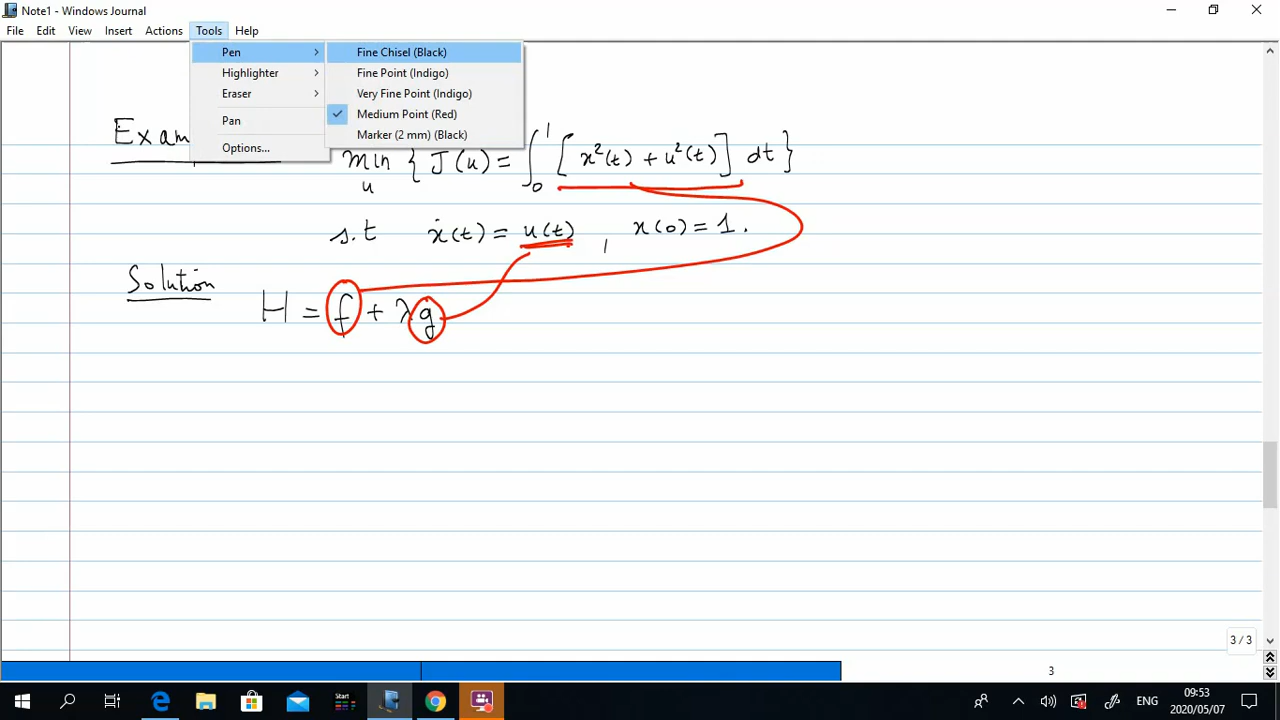 Note1 - Windows Journal
File Edit View Insert Actions Tools Help
Pen Fine Chisel (Black)
Highlighter Fine Point (Indigo)
Eraser Very Fine Point (Indigo)
Pan Medium Point (Red)
Marker (2 mm) (Black)
Options...
min u { J(u) = ∫₀¹ [x²(t) + u²(t)] dt }
s.t ẋ(t) = u(t) , x(0) = 1.
Solution
H = f + λg
3 / 3
3
Start
ENG
09:53
2020/05/07